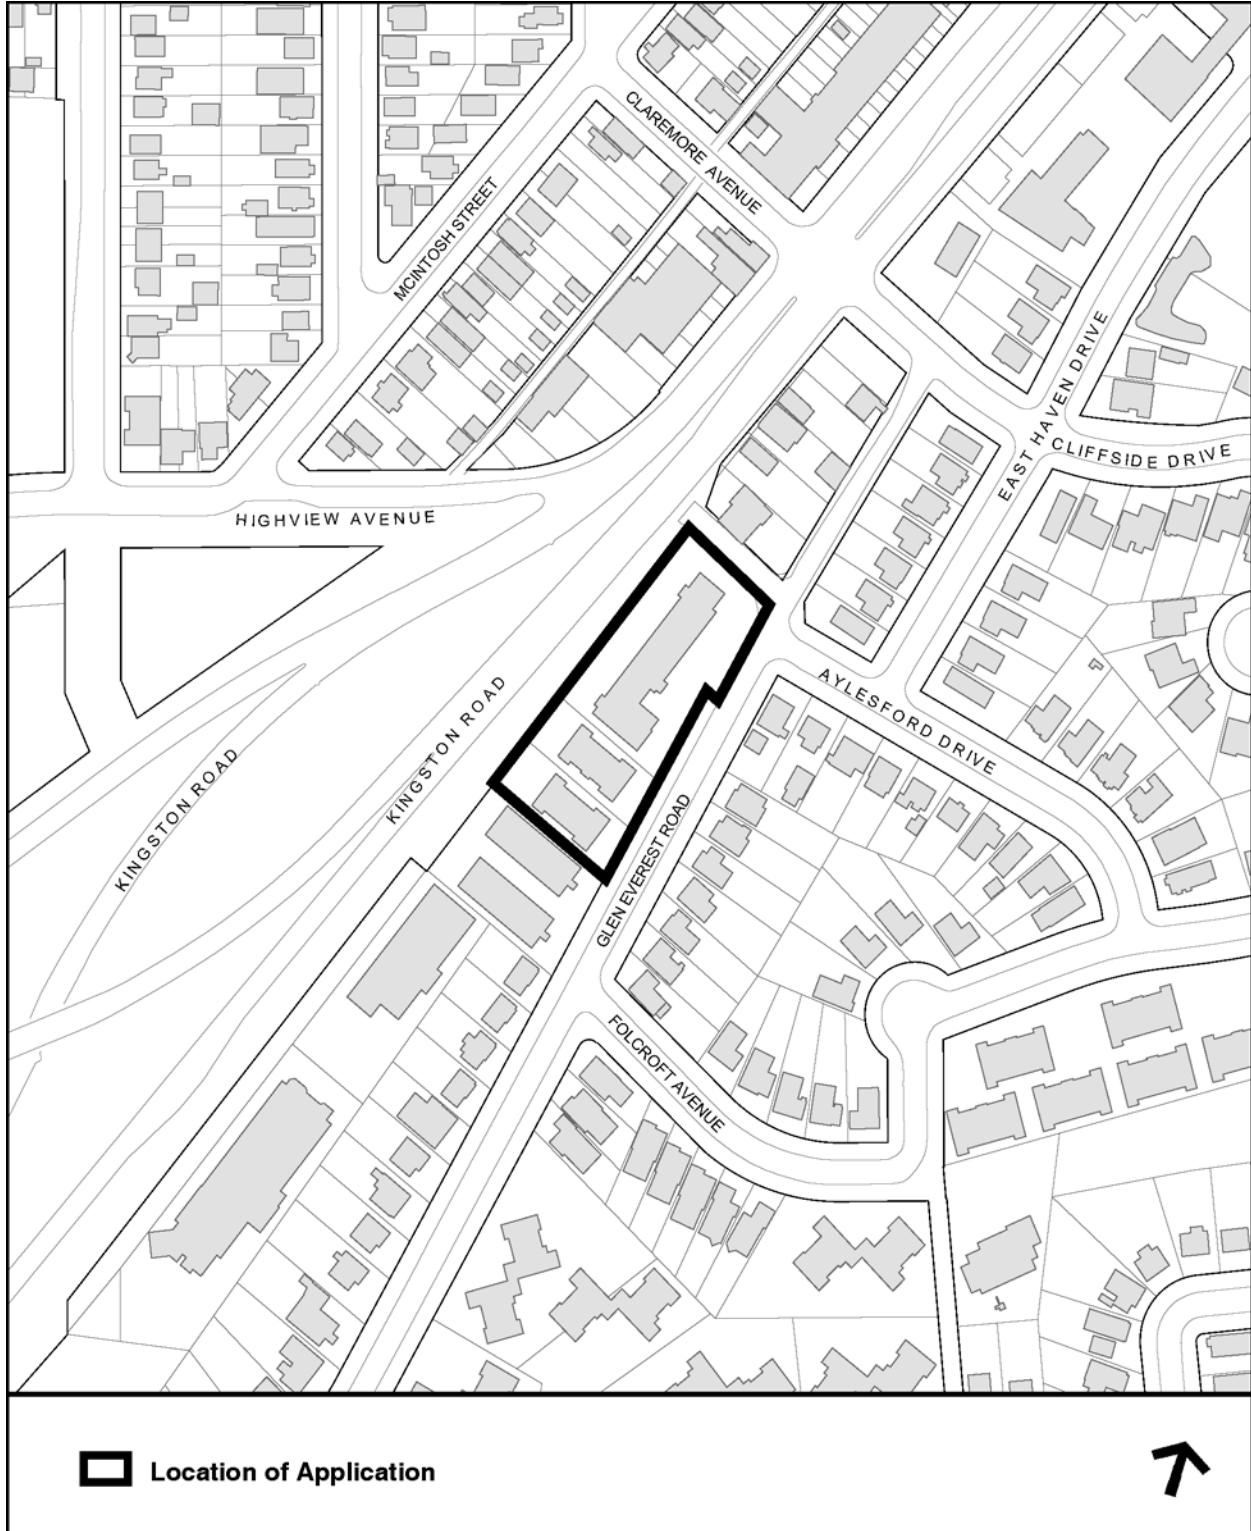 CLAREMORE AVENUE
MCINTOSH STREET
EAST HAVEN DRIVE
CLIFFSIDE DRIVE
HIGHVIEW AVENUE
AYLESFORD DRIVE
KINGSTON ROAD
KINGSTON ROAD
GLEN EVEREST ROAD
FOLCROFT AVENUE
Location of Application